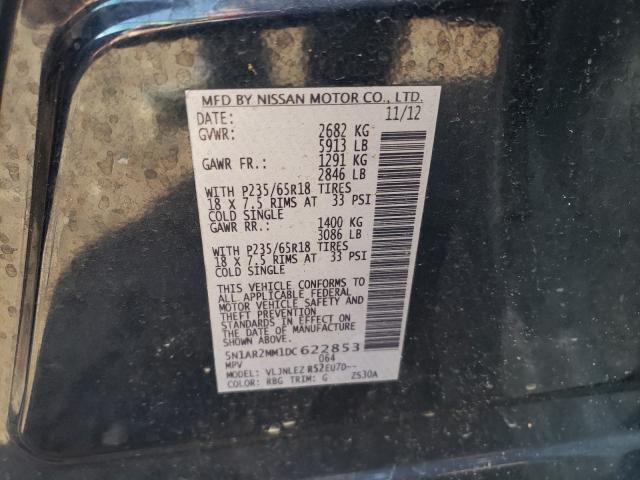 MFD BY NISSAN MOTOR CO., LTD.
DATE: 11/12
GVWR: 2682 KG
5913 LB
GAWR FR.: 1291 KG
2846 LB
WITH P235/65R18 TIRES
18 X 7.5 RIMS AT 33 PSI
COLD SINGLE
GAWR RR.: 1400 KG
3086 LB
WITH P235/65R18 TIRES
18 X 7.5 RIMS AT 33 PSI
COLD SINGLE
THIS VEHICLE CONFORMS TO
ALL APPLICABLE FEDERAL
MOTOR VEHICLE SAFETY AND
THEFT PREVENTION
STANDARDS IN EFFECT ON
THE DATE OF MANUFACTURE
SHOWN ABOVE.
5N1AR2MM1DC622853
MPV 064
MODEL: VLJNLEZ RS2EU7D--
COLOR: RBG TRIM: G ZS30A